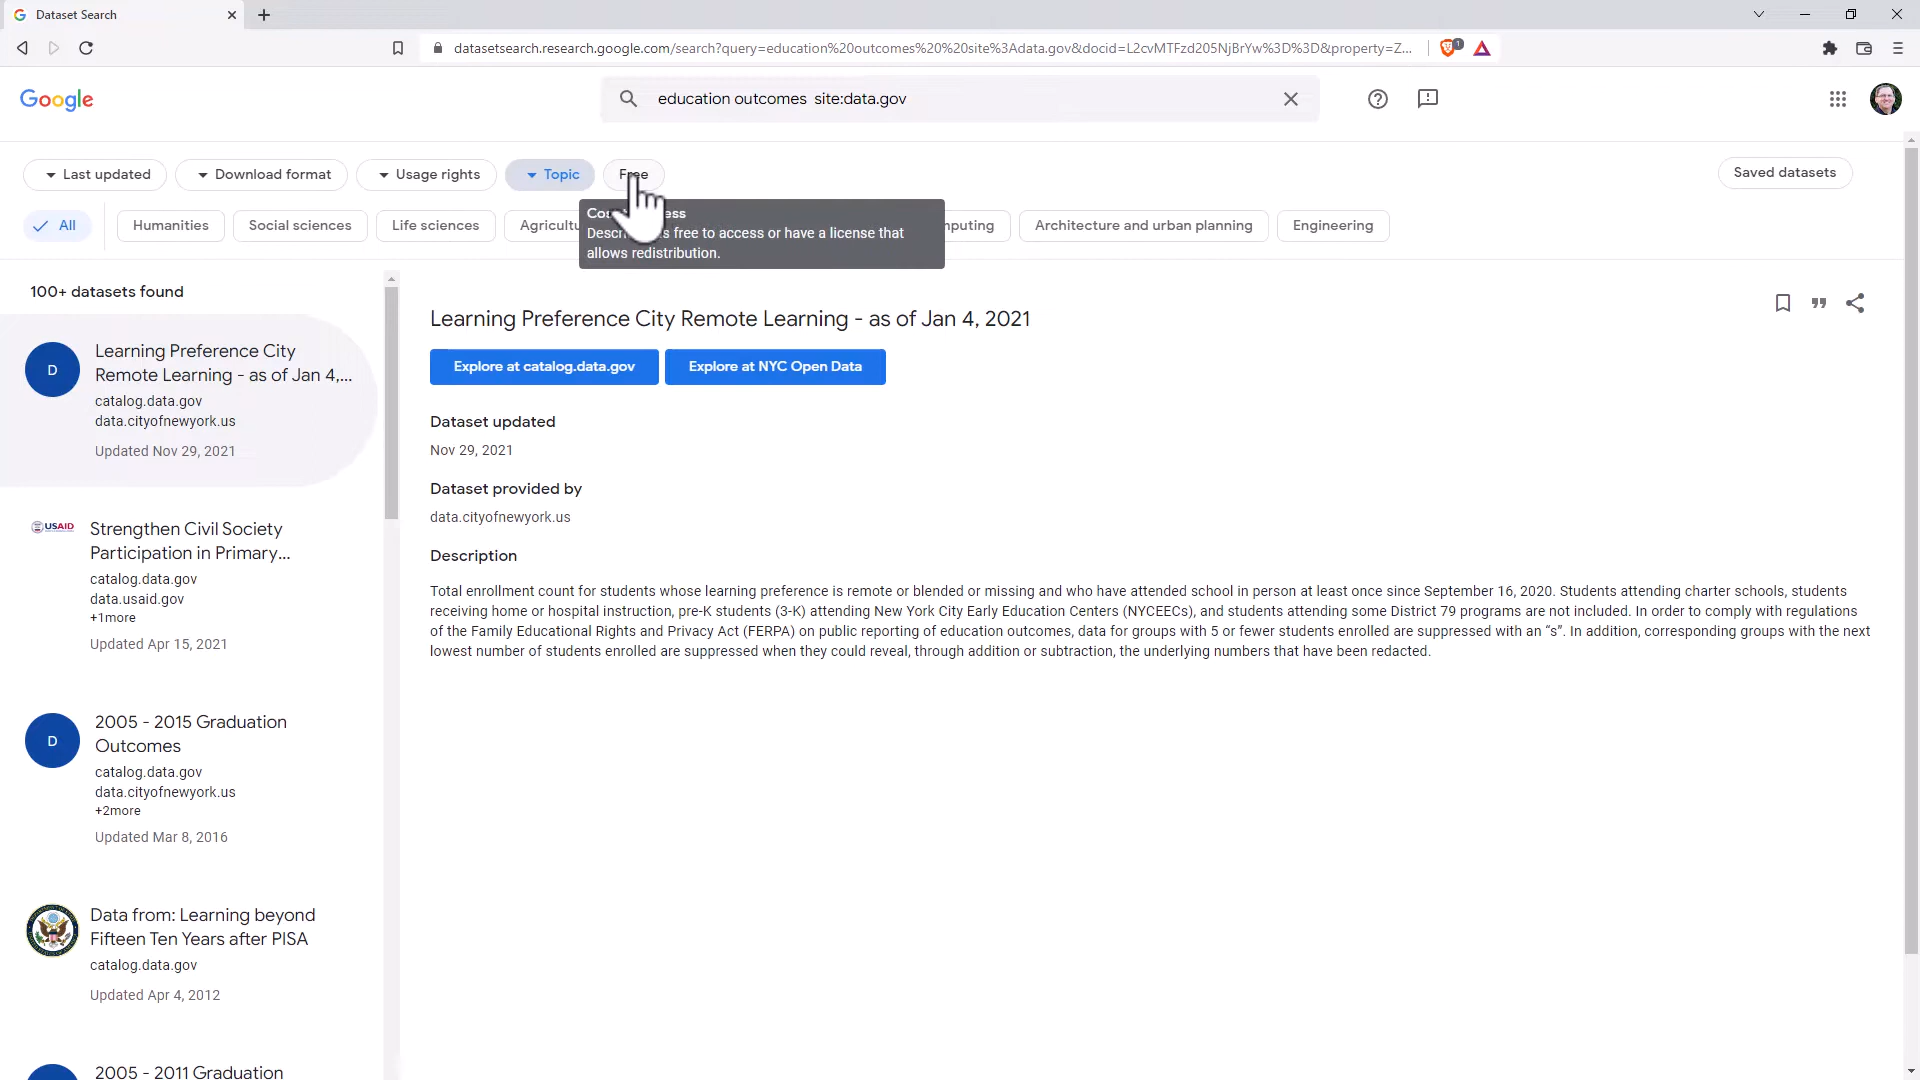 Dataset Search
datasetsearch.research.google.com/search?query=education%20outcomes%20%20site%3Adata.gov&docid=L2cvMTFzd205NjBrYw%3D%3D&property=Z...
1
Google
education outcomes  site:data.gov
Last updated
Download format
Usage rights
Topic
Free
Saved datasets
All
Humanities
Social sciences
Life sciences
Architecture and urban planning
Engineering
free to access or have a license that
allows redistribution.
100+ datasets found
D
Learning Preference City
Remote Learning - as of Jan 4,...
catalog.data.gov
data.cityofnewyork.us
Updated Nov 29, 2021
USAID
Strengthen Civil Society
Participation in Primary...
catalog.data.gov
data.usaid.gov
+1more
Updated Apr 15, 2021
D
2005 - 2015 Graduation
Outcomes
catalog.data.gov
data.cityofnewyork.us
+2more
Updated Mar 8, 2016
Data from: Learning beyond
Fifteen Ten Years after PISA
catalog.data.gov
Updated Apr 4, 2012
2005 - 2011 Graduation
Learning Preference City Remote Learning - as of Jan 4, 2021
Explore at catalog.data.gov
Explore at NYC Open Data
Dataset updated
Nov 29, 2021
Dataset provided by
data.cityofnewyork.us
Description
Total enrollment count for students whose learning preference is remote or blended or missing and who have attended school in person at least once since September 16, 2020. Students attending charter schools, students
receiving home or hospital instruction, pre-K students (3-K) attending New York City Early Education Centers (NYCEECs), and students attending some District 79 programs are not included. In order to comply with regulations
of the Family Educational Rights and Privacy Act (FERPA) on public reporting of education outcomes, data for groups with 5 or fewer students enrolled are suppressed with an “s”. In addition, corresponding groups with the next
lowest number of students enrolled are suppressed when they could reveal, through addition or subtraction, the underlying numbers that have been redacted.